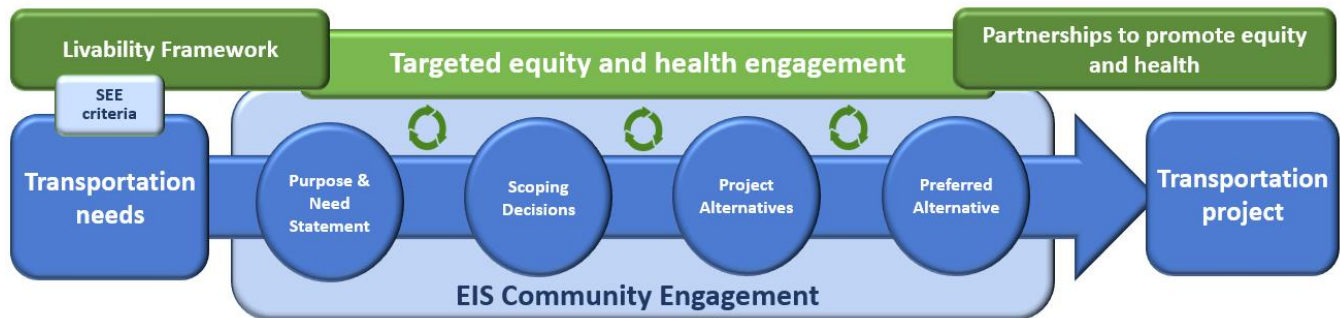 Livability Framework
Targeted equity and health engagement
Partnerships to promote equity
and health
SEE
criteria
Transportation
needs
Purpose &
Need
Statement
Scoping
Decisions
Project
Alternatives
Preferred
Alternative
Transportation
project
EIS Community Engagement